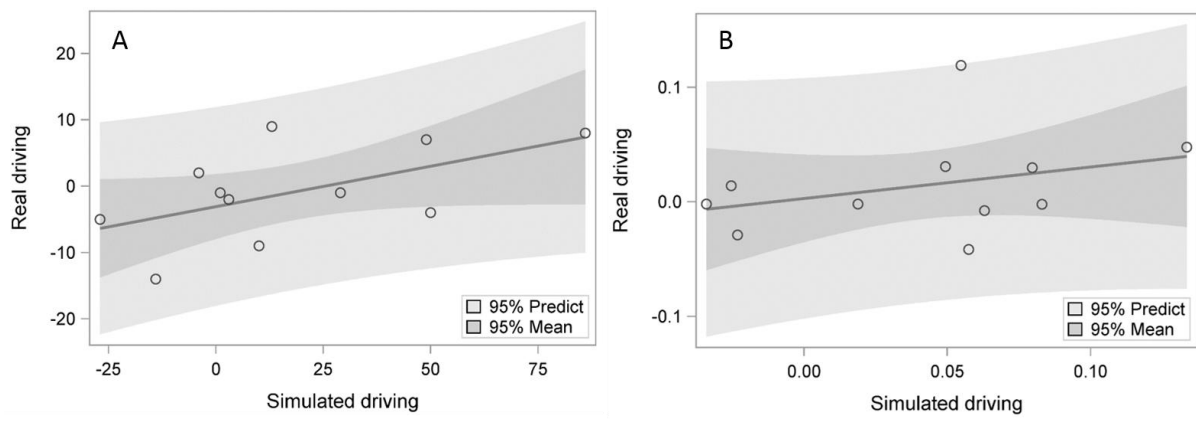 A
Real driving
20
10
0
-10
-20
95% Predict
95% Mean
-25
0
25
50
75
Simulated driving
B
Real driving
0.1
0.0
-0.1
95% Predict
95% Mean
0.00
0.05
0.10
Simulated driving